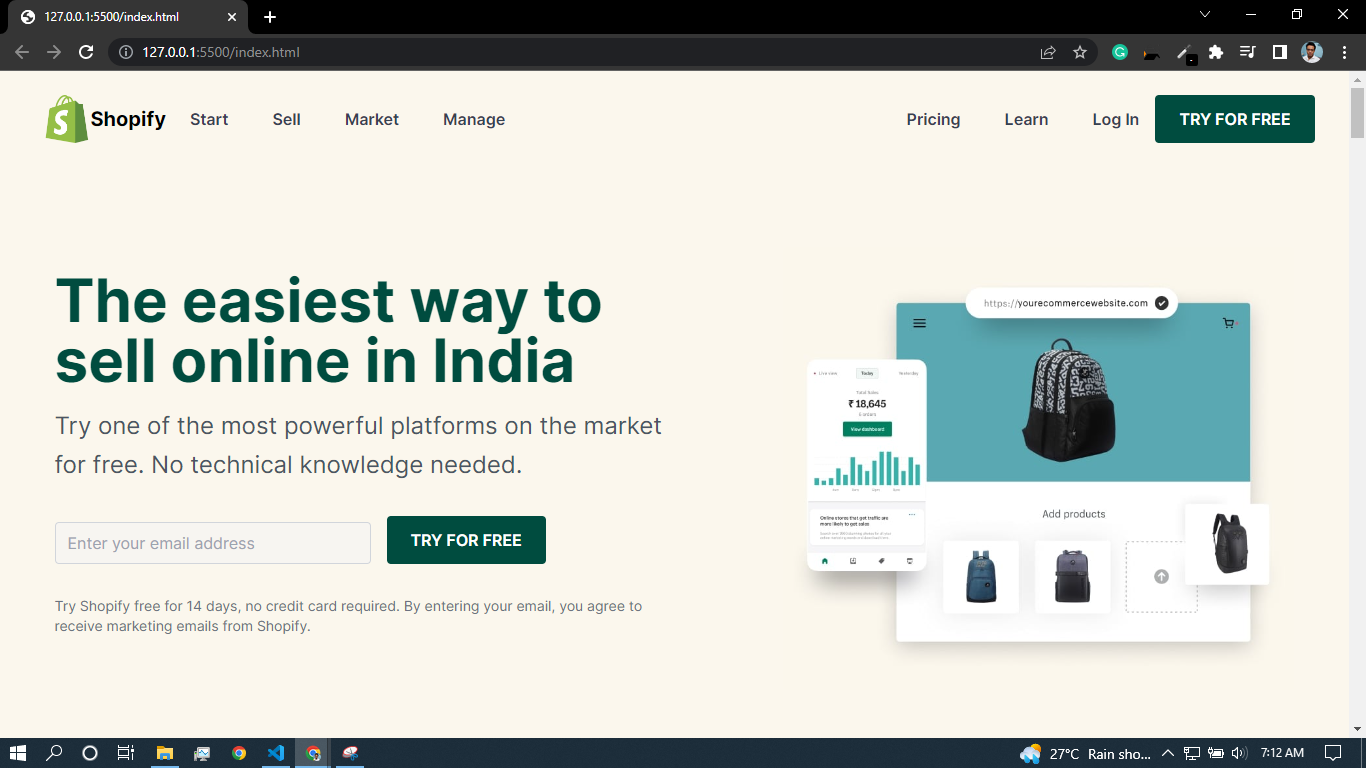 127.0.0.1:5500/index.html
127.0.0.1:5500/index.html
Shopify Start Sell Market Manage Pricing Learn Log In TRY FOR FREE
The easiest way to
sell online in India
Try one of the most powerful platforms on the market
for free. No technical knowledge needed.
Enter your email address TRY FOR FREE
Try Shopify free for 14 days, no credit card required. By entering your email, you agree to
receive marketing emails from Shopify.
https://yourecommercewebsite.com
Live view Today Yesterday
Total Sales
₹ 18,645
View dashboard
Online stores that get traffic are
more likely to get sales
Add products
27°C Rain sho... 7:12 AM